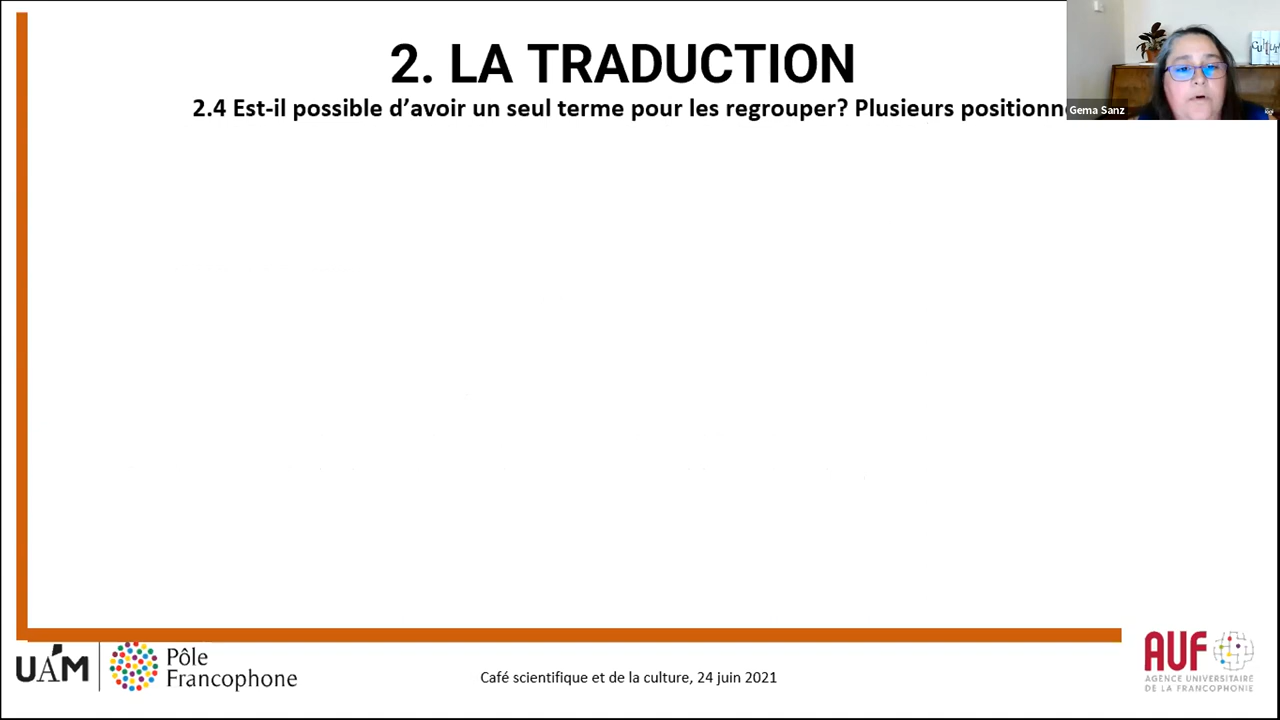 2. LA TRADUCTION
2.4 Est-il possible d’avoir un seul terme pour les regrouper? Plusieurs positionn
Gema Sanz
UAM
Pôle
Francophone
Café scientifique et de la culture, 24 juin 2021
AUF
AGENCE UNIVERSITAIRE
DE LA FRANCOPHONIE